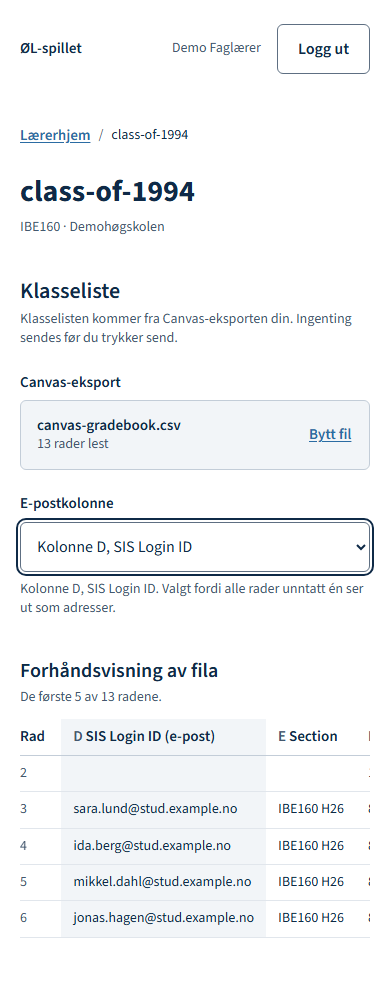 ØL-spillet
Demo Faglærer
Logg ut
Lærerhjem / class-of-1994
class-of-1994
IBE160 · Demohøgskolen
Klasseliste
Klasselisten kommer fra Canvas-eksporten din. Ingenting
sendes før du trykker send.
Canvas-eksport
canvas-gradebook.csv
13 rader lest
Bytt fil
E-postkolonne
Kolonne D, SIS Login ID
Kolonne D, SIS Login ID. Valgt fordi alle rader unntatt én ser
ut som adresser.
Forhåndsvisning av fila
De første 5 av 13 radene.
Rad D SIS Login ID (e-post) E Section
2
3 sara.lund@stud.example.no IBE160 H26
4 ida.berg@stud.example.no IBE160 H26
5 mikkel.dahl@stud.example.no IBE160 H26
6 jonas.hagen@stud.example.no IBE160 H26